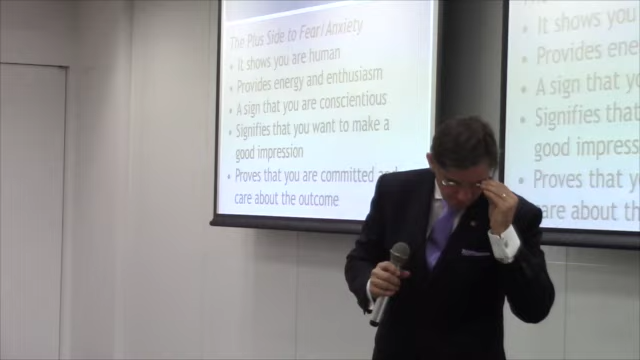 The Plus Side to Fear/Anxiety
• It shows you are human
• Provides energy and enthusiasm
• A sign that you are conscientious
• Signifies that you want to make a
good impression
• Proves that you are committed and
care about the outcome
• It shows you
• Provides ene
• A sign that y
• Signifies tha
good impress
• Proves that y
care about th